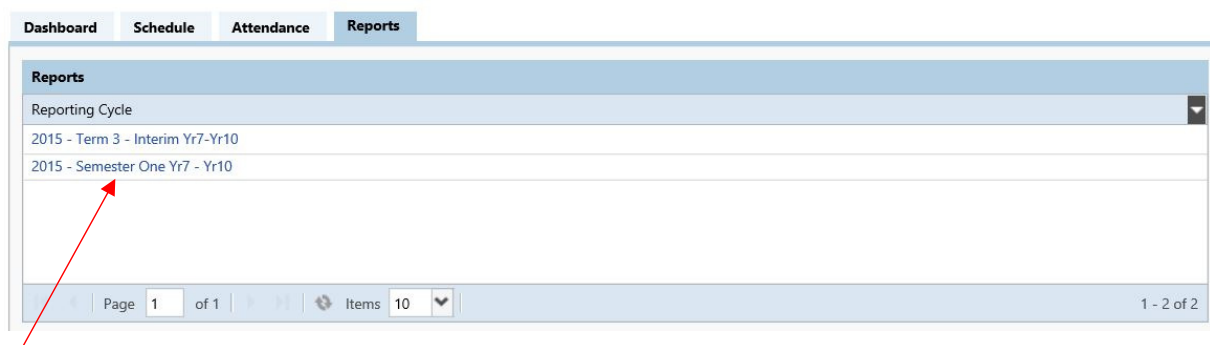 Dashboard Schedule Attendance Reports
Reports
Reporting Cycle
2015 - Term 3 - Interim Yr7-Yr10
2015 - Semester One Yr7 - Yr10
Page 1 of 1 Items 10 1 - 2 of 2